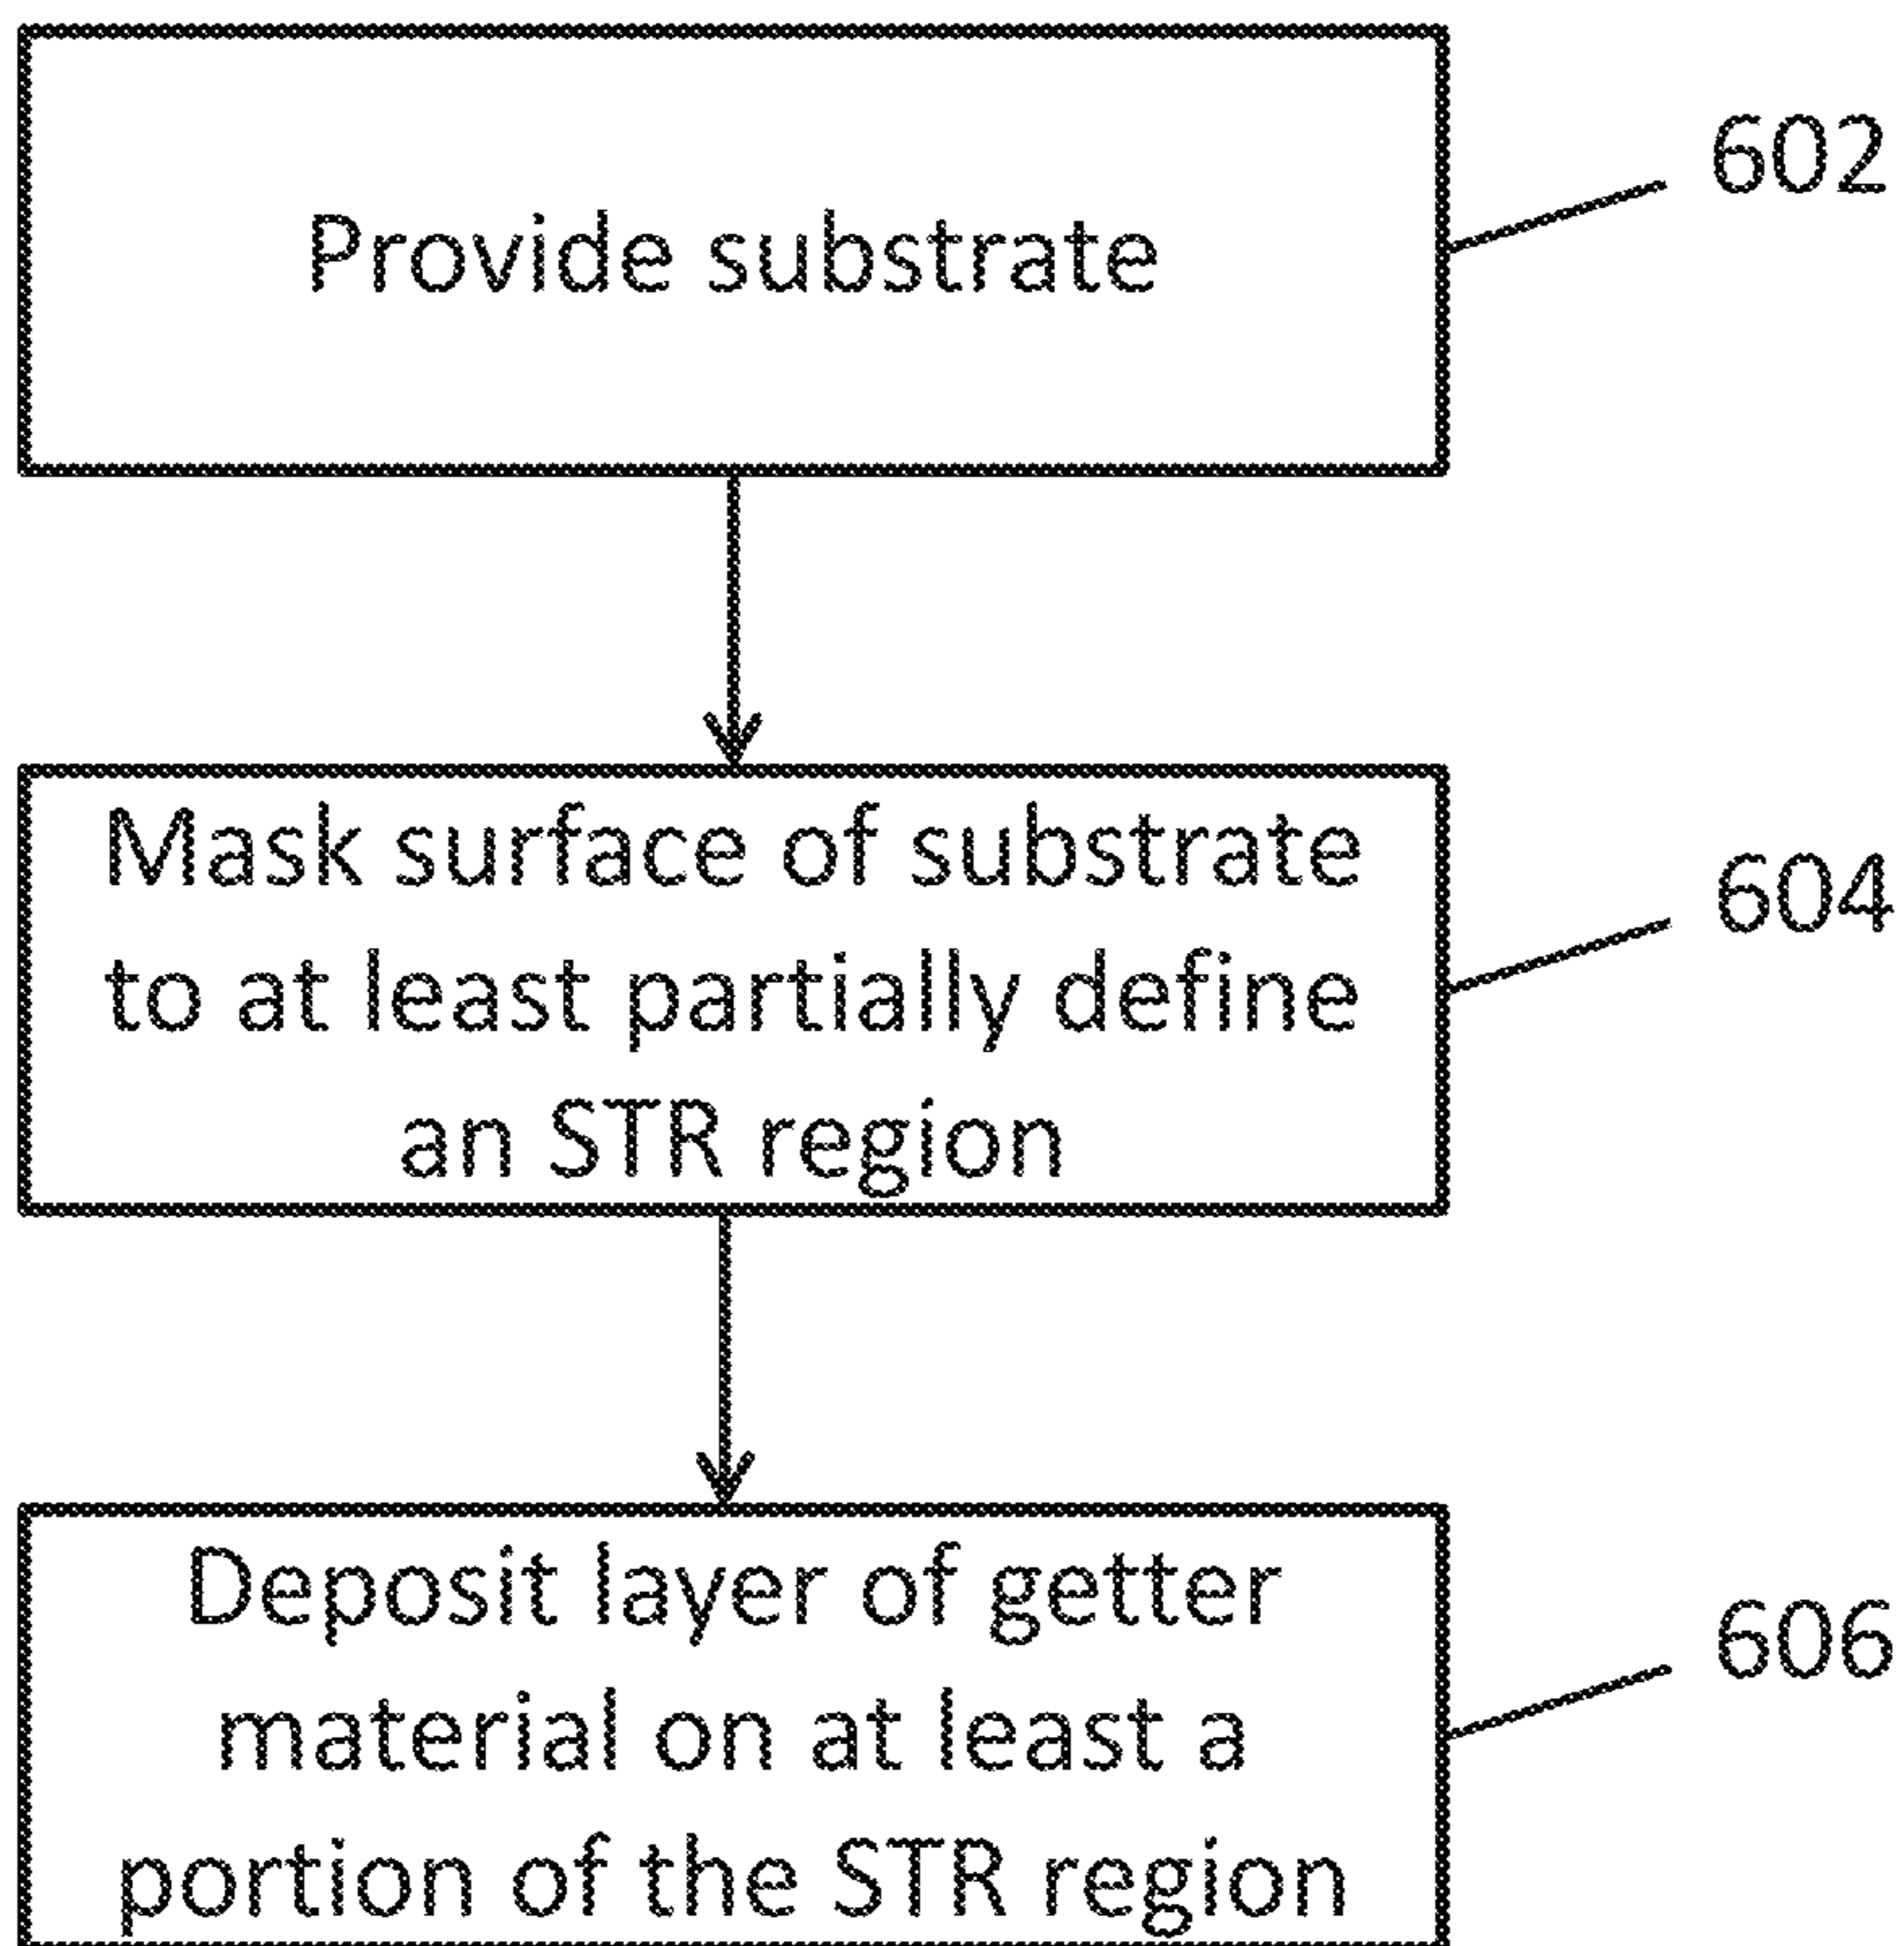 Provide substrate
602
Mask surface of substrate
to at least partially define
an STR region
604
Deposit layer of getter
material on at least a
portion of the STR region
606